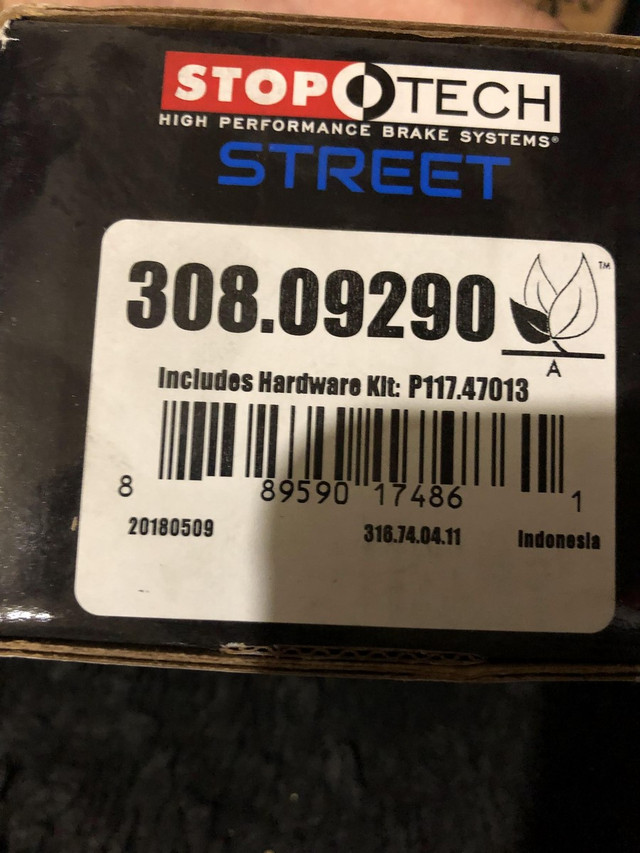 STOPTECH
HIGH PERFORMANCE BRAKE SYSTEMS®
STREET
308.09290
TM
A
Includes Hardware Kit: P117.47013
8 89590 17486 1
20180509 316.74.04.11 Indonesia